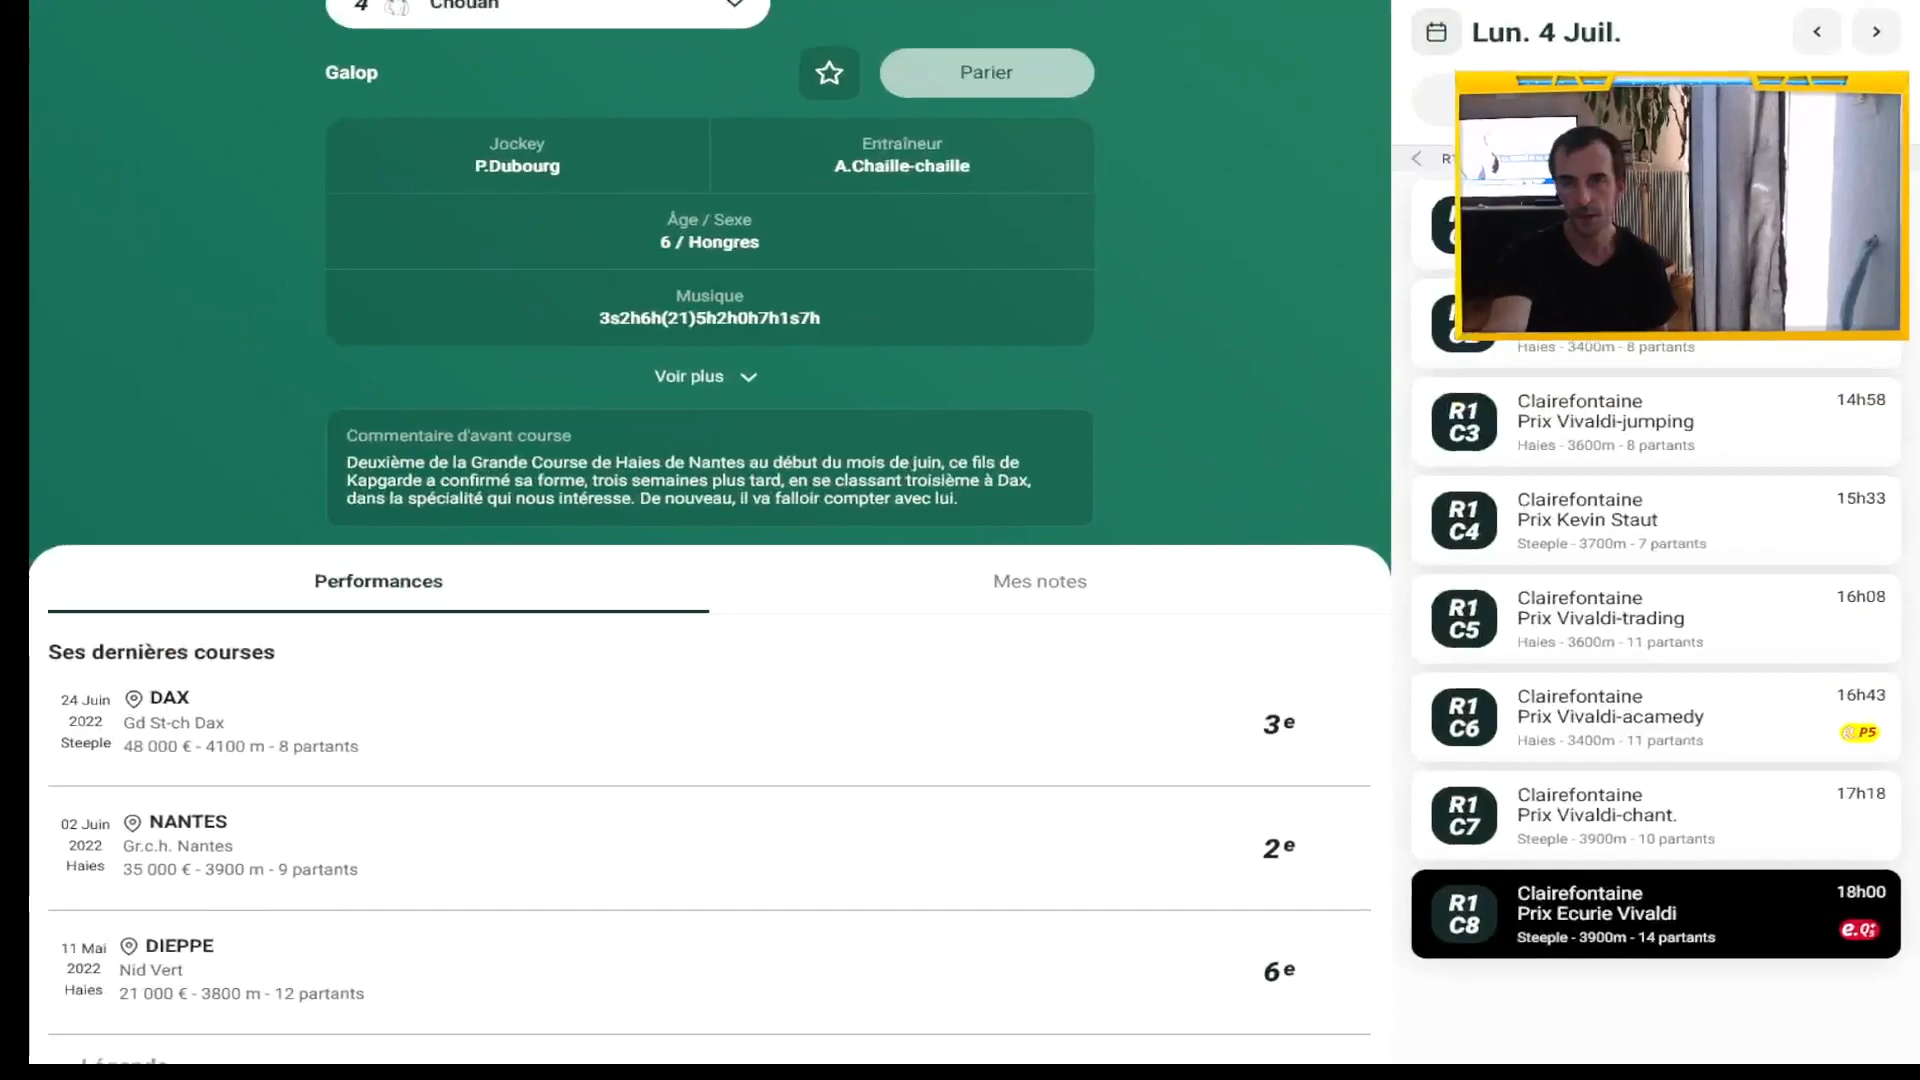 4 Chouan
Galop
Parier
Jockey
P.Dubourg
Entraîneur
A.Chaille-chaille
Âge / Sexe
6 / Hongres
Musique
3s2h6h(21)5h2h0h7h1s7h
Voir plus
Commentaire d'avant course
Deuxième de la Grande Course de Haies de Nantes au début du mois de juin, ce fils de
Kapgarde a confirmé sa forme, trois semaines plus tard, en se classant troisième à Dax,
dans la spécialité qui nous intéresse. De nouveau, il va falloir compter avec lui.
Performances
Mes notes
Ses dernières courses
24 Juin
2022
Steeple
DAX
Gd St-ch Dax
48 000 € - 4100 m - 8 partants
3e
02 Juin
2022
Haies
NANTES
Gr.c.h. Nantes
35 000 € - 3900 m - 9 partants
2e
11 Mai
2022
Haies
DIEPPE
Nid Vert
21 000 € - 3800 m - 12 partants
6e
Lun. 4 Juil.
Haies - 3400m - 8 partants
R1
C3
Clairefontaine
Prix Vivaldi-jumping
Haies - 3600m - 8 partants
14h58
R1
C4
Clairefontaine
Prix Kevin Staut
Steeple - 3700m - 7 partants
15h33
R1
C5
Clairefontaine
Prix Vivaldi-trading
Haies - 3600m - 11 partants
16h08
R1
C6
Clairefontaine
Prix Vivaldi-acamedy
Haies - 3400m - 11 partants
16h43
P5
R1
C7
Clairefontaine
Prix Vivaldi-chant.
Steeple - 3900m - 10 partants
17h18
R1
C8
Clairefontaine
Prix Ecurie Vivaldi
Steeple - 3900m - 14 partants
18h00